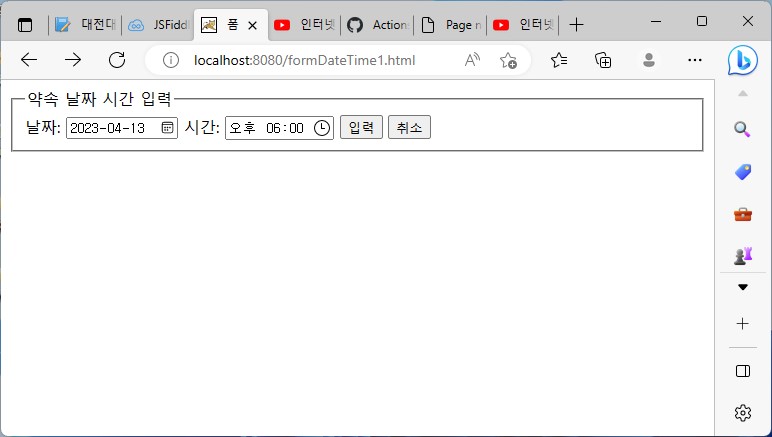 대전대 JSFiddl 폼 인터넷 Action: Page n 인터넷
localhost:8080/formDateTime1.html
약속 날짜 시간 입력
날짜: 2023-04-13 시간: 오후 06:00 입력 취소